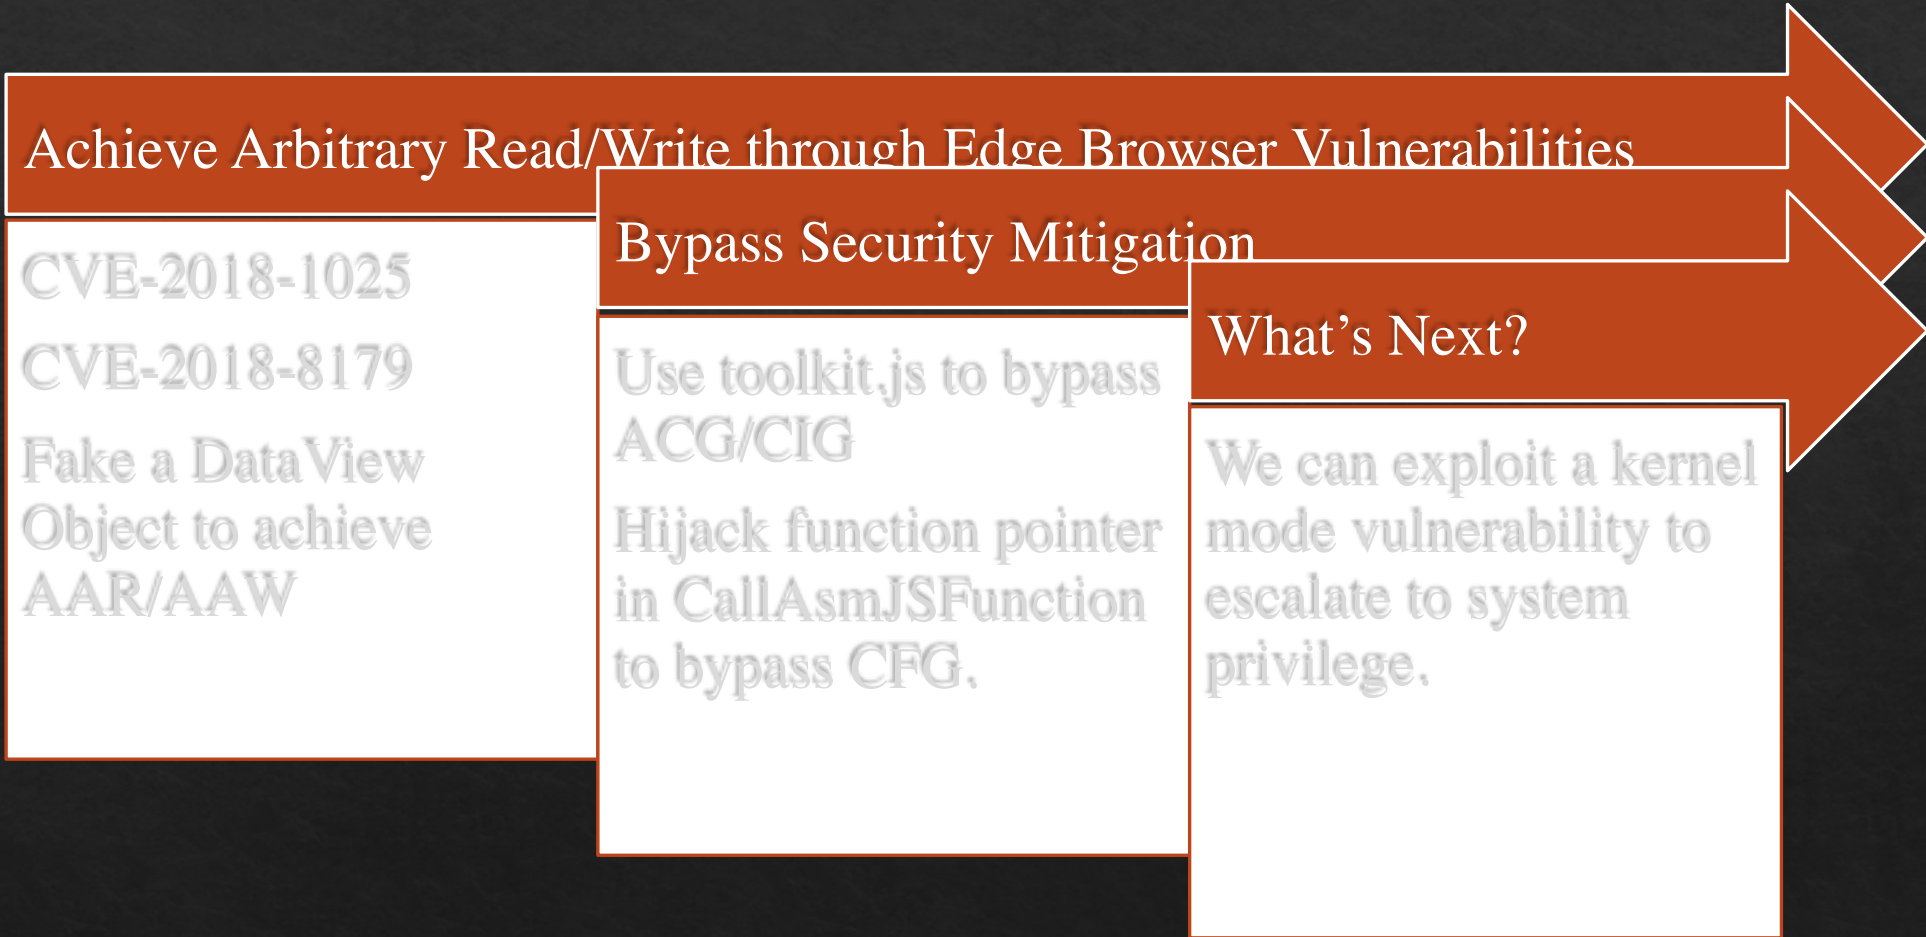 Achieve Arbitrary Read/Write through Edge Browser Vulnerabilities
CVE-2018-1025
CVE-2018-8179
Fake a DataView
Object to achieve
AAR/AAW
Bypass Security Mitigation
Use toolkit.js to bypass
ACG/CIG
Hijack function pointer
in CallAsmJSFunction
to bypass CFG.
What’s Next?
We can exploit a kernel
mode vulnerability to
escalate to system
privilege.